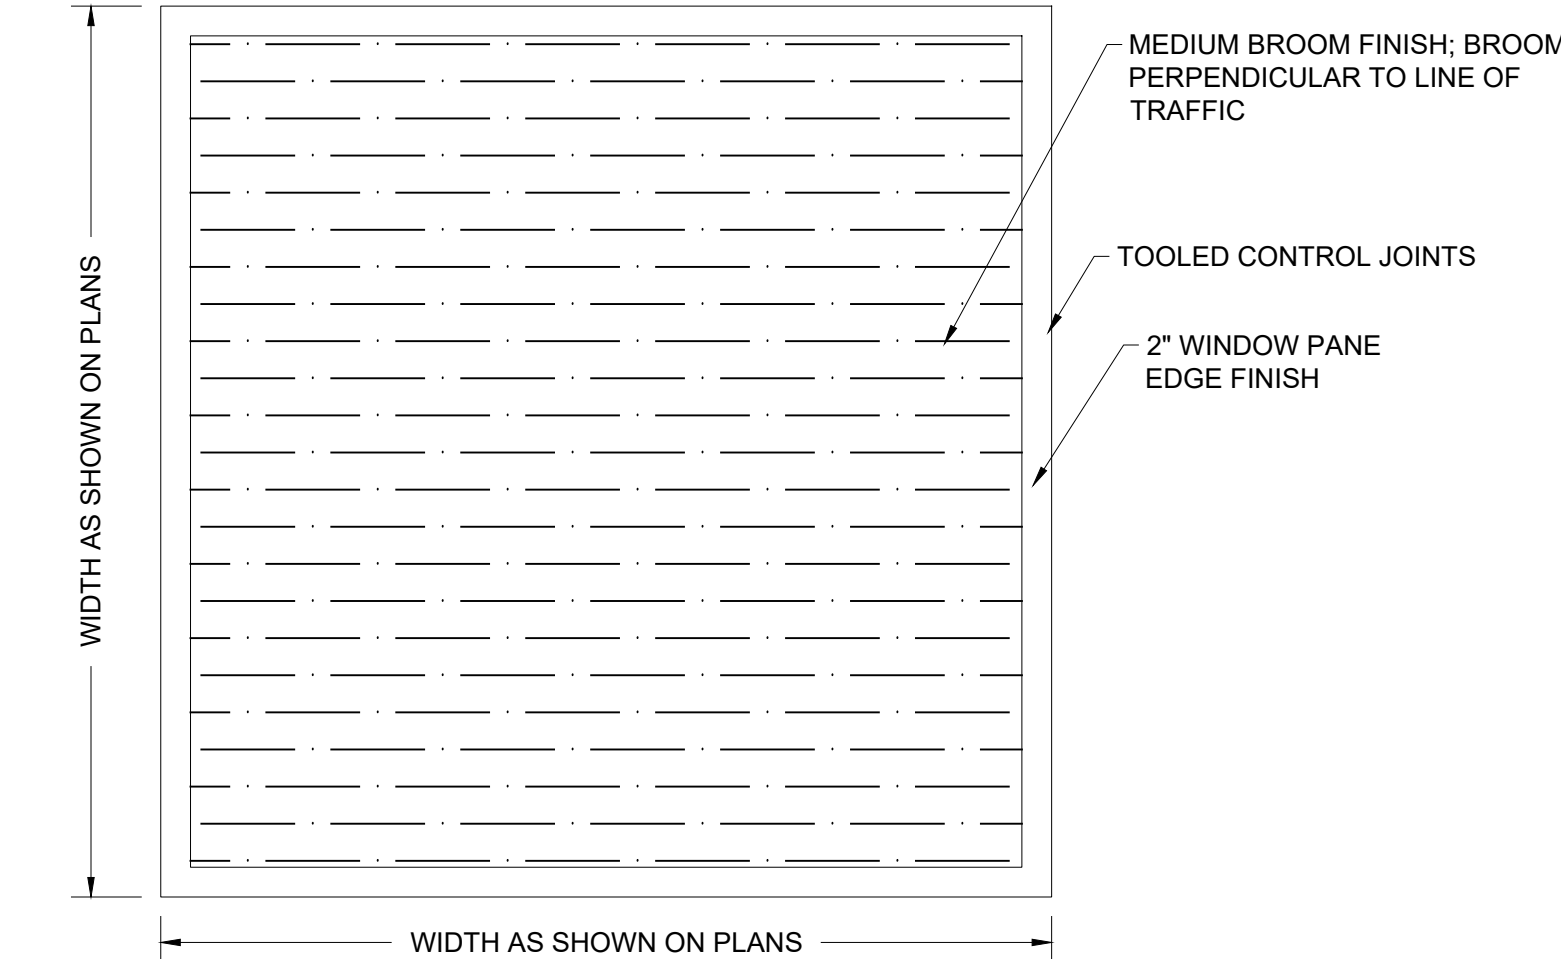 MEDIUM BROOM FINISH; BROOM
PERPENDICULAR TO LINE OF
TRAFFIC
TOOLED CONTROL JOINTS
2" WINDOW PANE
EDGE FINISH
WIDTH AS SHOWN ON PLANS
WIDTH AS SHOWN ON PLANS